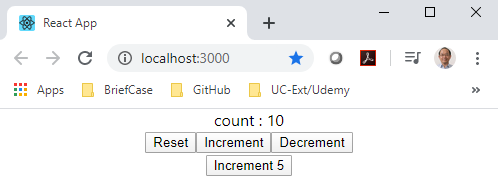 React App
localhost:3000
Apps BriefCase GitHub UC-Ext/Udemy »
count : 10
Reset Increment Decrement
Increment 5